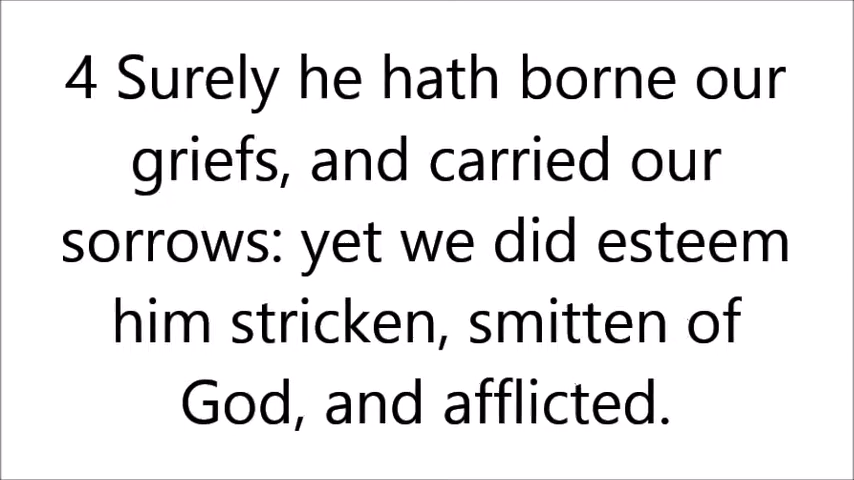 4 Surely he hath borne our
griefs, and carried our
sorrows: yet we did esteem
him stricken, smitten of
God, and afflicted.